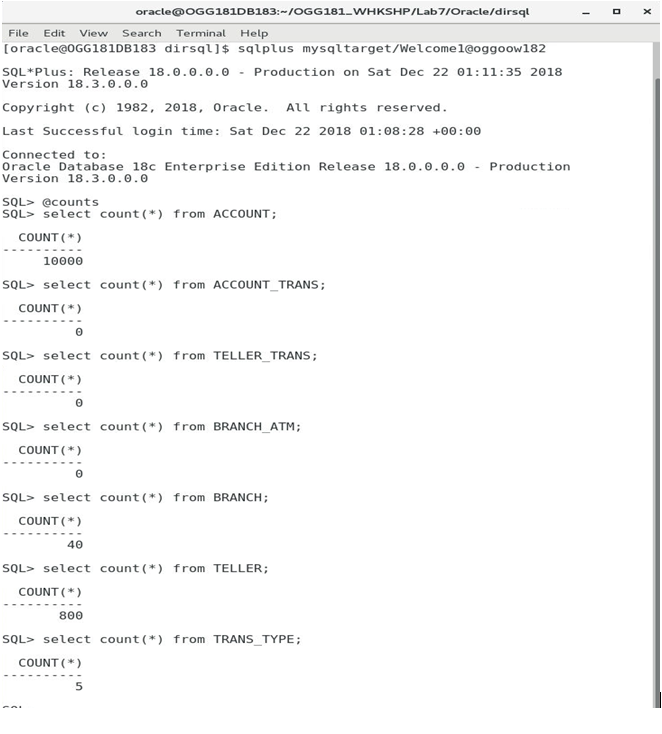 oracle@OGG181DB183:~/OGG181_WHKSHP/Lab7/Oracle/dirsql
File Edit View Search Terminal Help
[oracle@OGG181DB183 dirsql]$ sqlplus mysqltarget/Welcome1@oggoow182
SQL*Plus: Release 18.0.0.0.0 - Production on Sat Dec 22 01:11:35 2018
Version 18.3.0.0.0
Copyright (c) 1982, 2018, Oracle.  All rights reserved.
Last Successful login time: Sat Dec 22 2018 01:08:28 +00:00
Connected to:
Oracle Database 18c Enterprise Edition Release 18.0.0.0.0 - Production
Version 18.3.0.0.0
SQL> @counts
SQL> select count(*) from ACCOUNT;
COUNT(*)
----------
10000
SQL> select count(*) from ACCOUNT_TRANS;
COUNT(*)
----------
0
SQL> select count(*) from TELLER_TRANS;
COUNT(*)
----------
0
SQL> select count(*) from BRANCH_ATM;
COUNT(*)
----------
0
SQL> select count(*) from BRANCH;
COUNT(*)
----------
40
SQL> select count(*) from TELLER;
COUNT(*)
----------
800
SQL> select count(*) from TRANS_TYPE;
COUNT(*)
----------
5